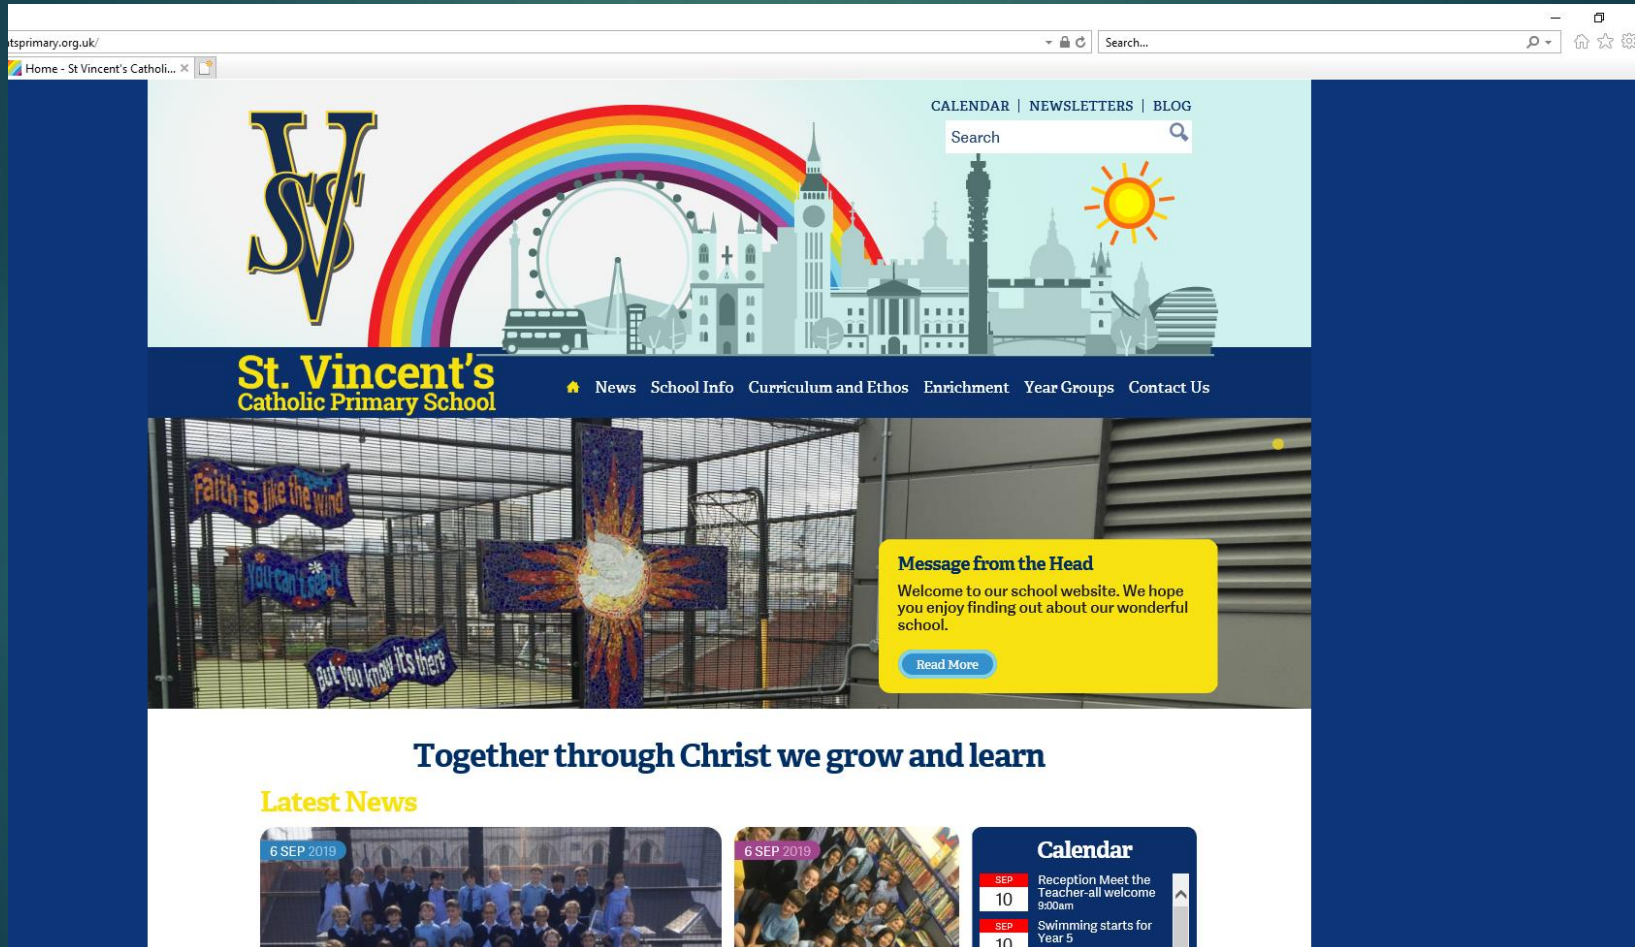 tsprimary.org.uk/
Search...
Home - St Vincent's Catholi...
CALENDAR | NEWSLETTERS | BLOG
Search
St. Vincent's
Catholic Primary School
News School Info Curriculum and Ethos Enrichment Year Groups Contact Us
Faith is like the wind
You can't see it
But you know it's there
Message from the Head
Welcome to our school website. We hope
you enjoy finding out about our wonderful
school.
Read More
Together through Christ we grow and learn
Latest News
6 SEP 2019
6 SEP 2019
Calendar
SEP
10
Reception Meet the
Teacher-all welcome
9:00am
SEP
10
Swimming starts for
Year 5